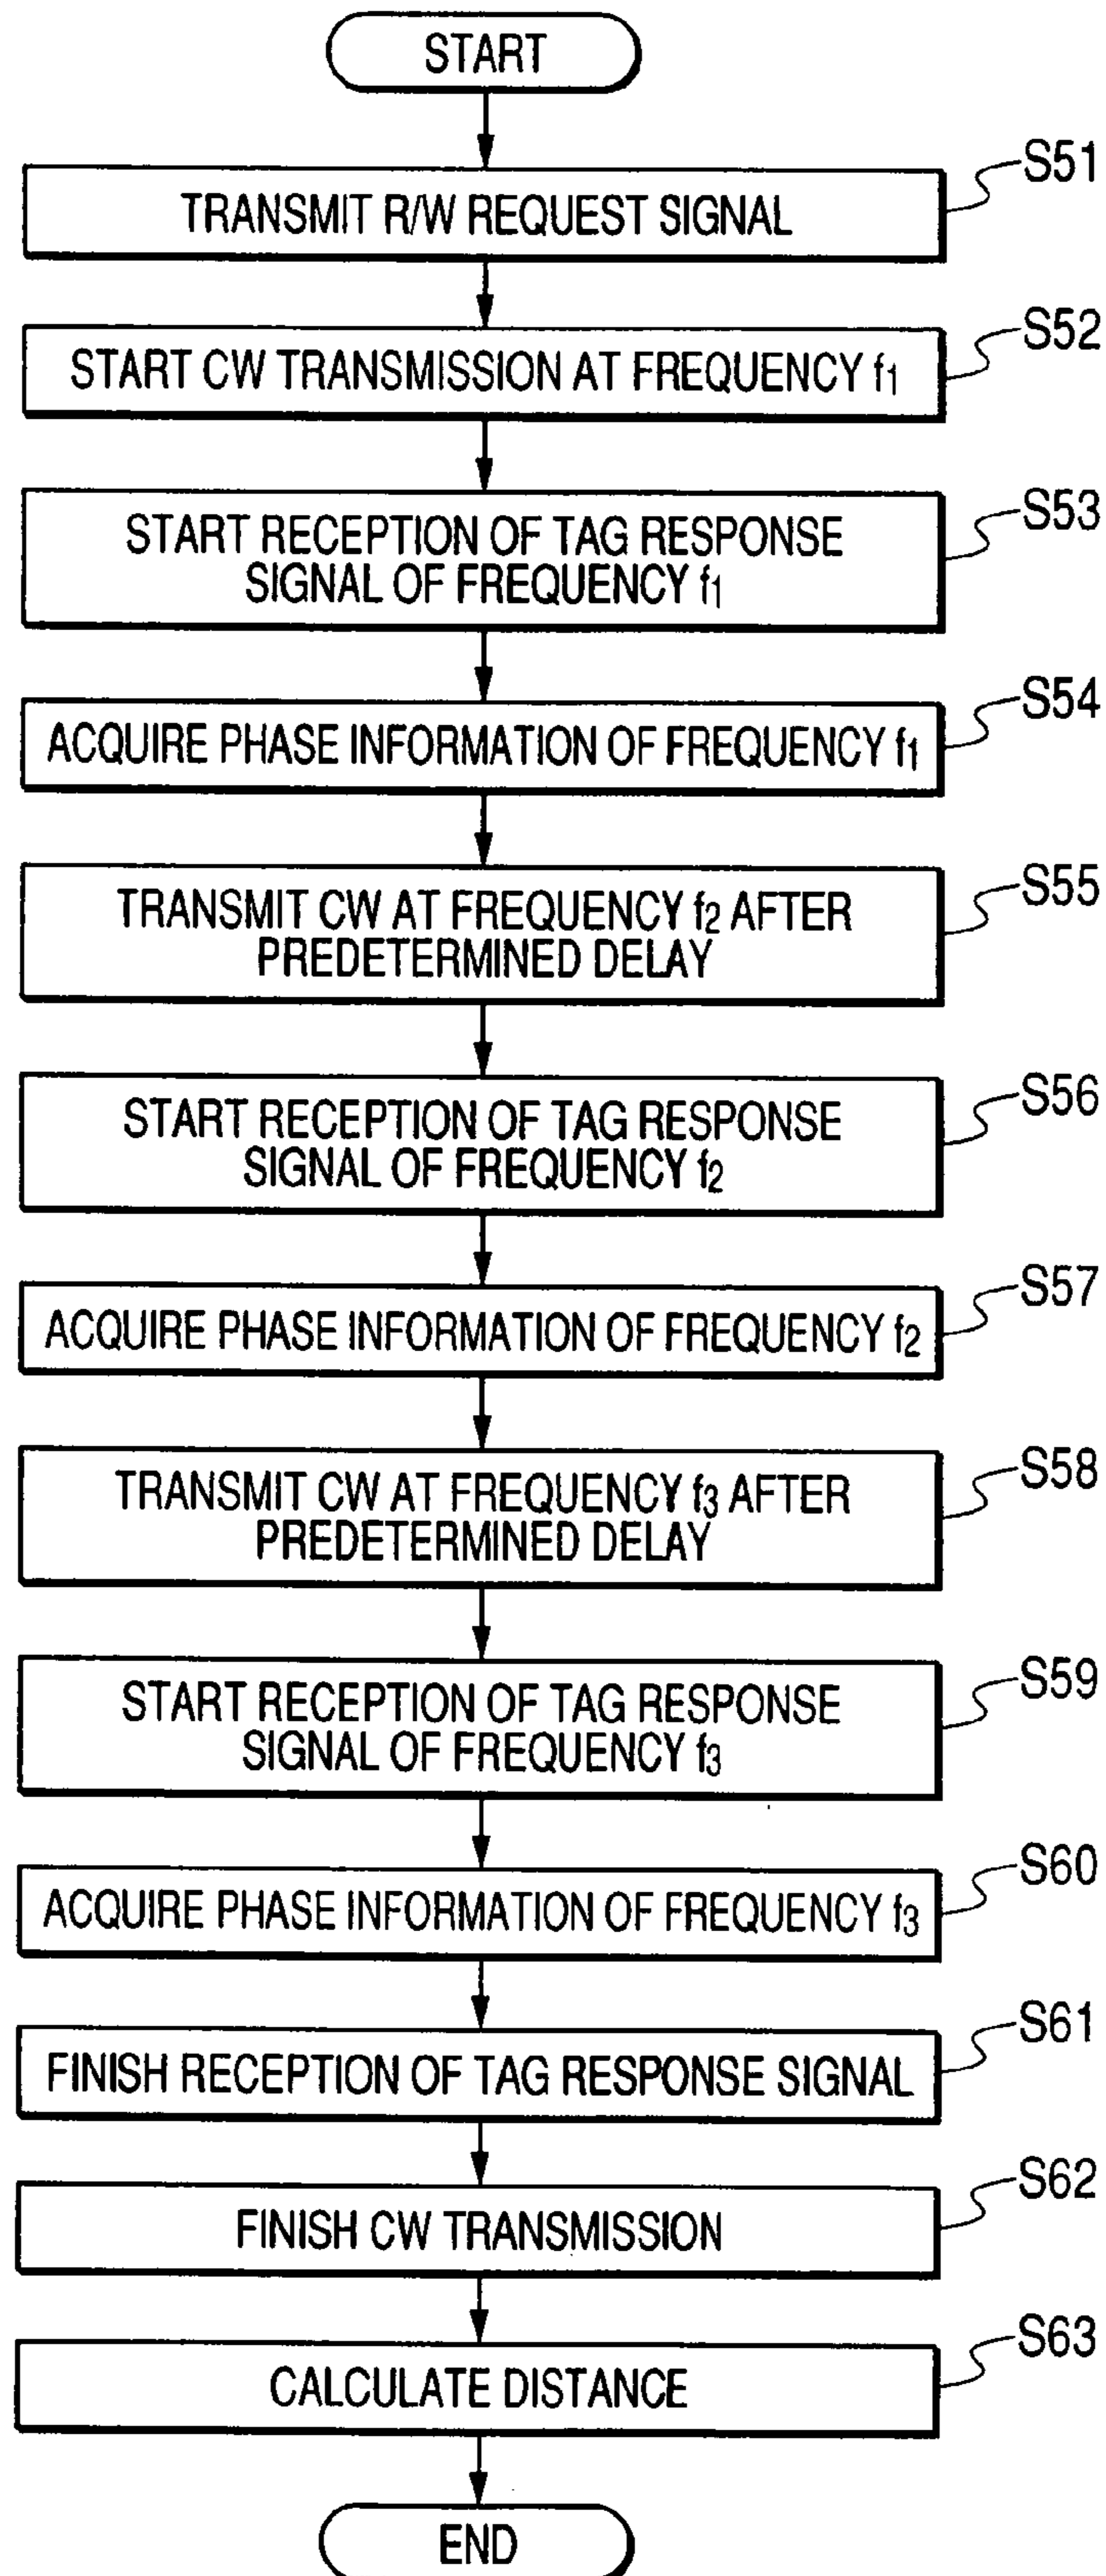 START
S51
TRANSMIT R/W REQUEST SIGNAL
S52
START CW TRANSMISSION AT FREQUENCY f1
S53
START RECEPTION OF TAG RESPONSE
SIGNAL OF FREQUENCY f1
S54
ACQUIRE PHASE INFORMATION OF FREQUENCY f1
S55
TRANSMIT CW AT FREQUENCY f2 AFTER
PREDETERMINED DELAY
S56
START RECEPTION OF TAG RESPONSE
SIGNAL OF FREQUENCY f2
S57
ACQUIRE PHASE INFORMATION OF FREQUENCY f2
S58
TRANSMIT CW AT FREQUENCY f3 AFTER
PREDETERMINED DELAY
S59
START RECEPTION OF TAG RESPONSE
SIGNAL OF FREQUENCY f3
S60
ACQUIRE PHASE INFORMATION OF FREQUENCY f3
S61
FINISH RECEPTION OF TAG RESPONSE SIGNAL
S62
FINISH CW TRANSMISSION
S63
CALCULATE DISTANCE
END